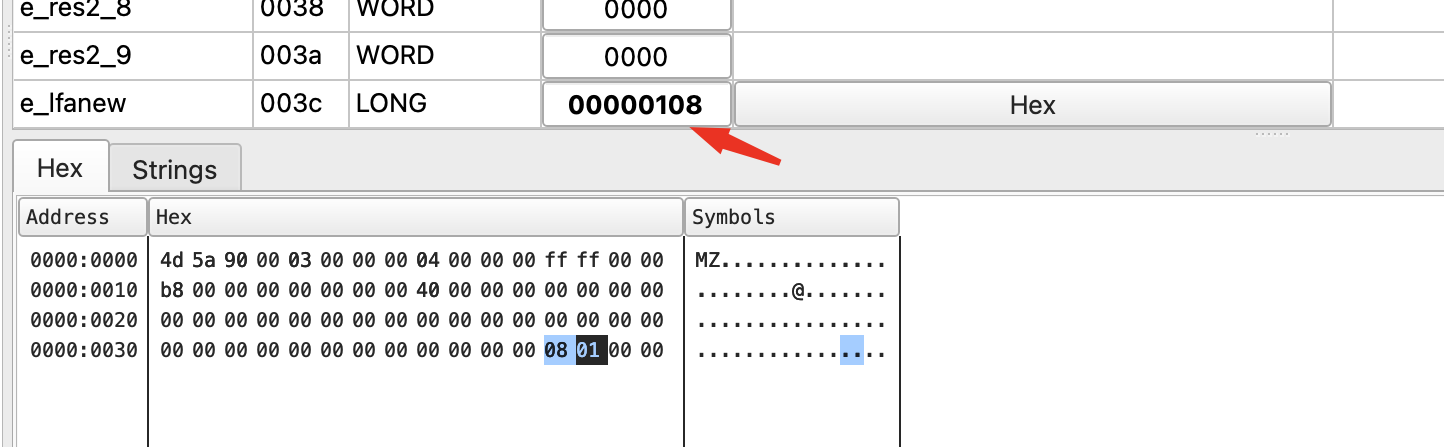 e_res2_8 0038 WORD 0000
e_res2_9 003a WORD 0000
e_lfanew 003c LONG 00000108 Hex
Hex Strings
Address Hex Symbols
0000:0000 4d 5a 90 00 03 00 00 00 04 00 00 00 ff ff 00 00 MZ..............
0000:0010 b8 00 00 00 00 00 00 00 40 00 00 00 00 00 00 00 ........@.......
0000:0020 00 00 00 00 00 00 00 00 00 00 00 00 00 00 00 00 ................
0000:0030 00 00 00 00 00 00 00 00 00 00 00 00 08 01 00 00 ................